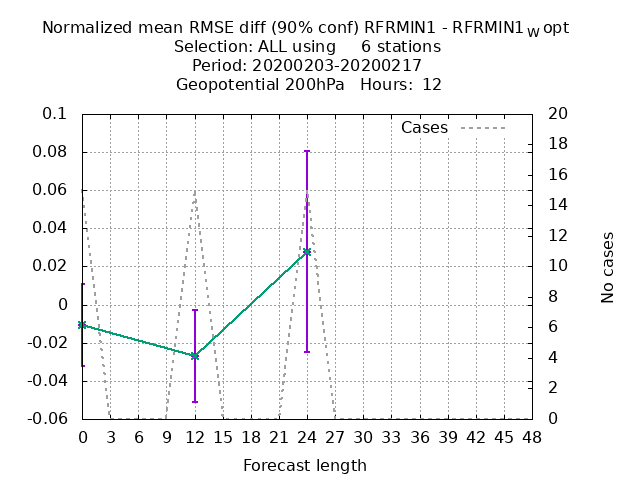 Normalized mean RMSE diff (90% conf) RFRMIN1 - RFRMIN1W opt
Selection: ALL using 6 stations
Period: 20200203-20200217
Geopotential 200hPa Hours: 12
Cases
0.1
0.08
0.06
0.04
0.02
0
-0.02
-0.04
-0.06
20
18
16
14
12
10
8
6
4
2
0
No cases
0 3 6 9 12 15 18 21 24 27 30 33 36 39 42 45 48
Forecast length